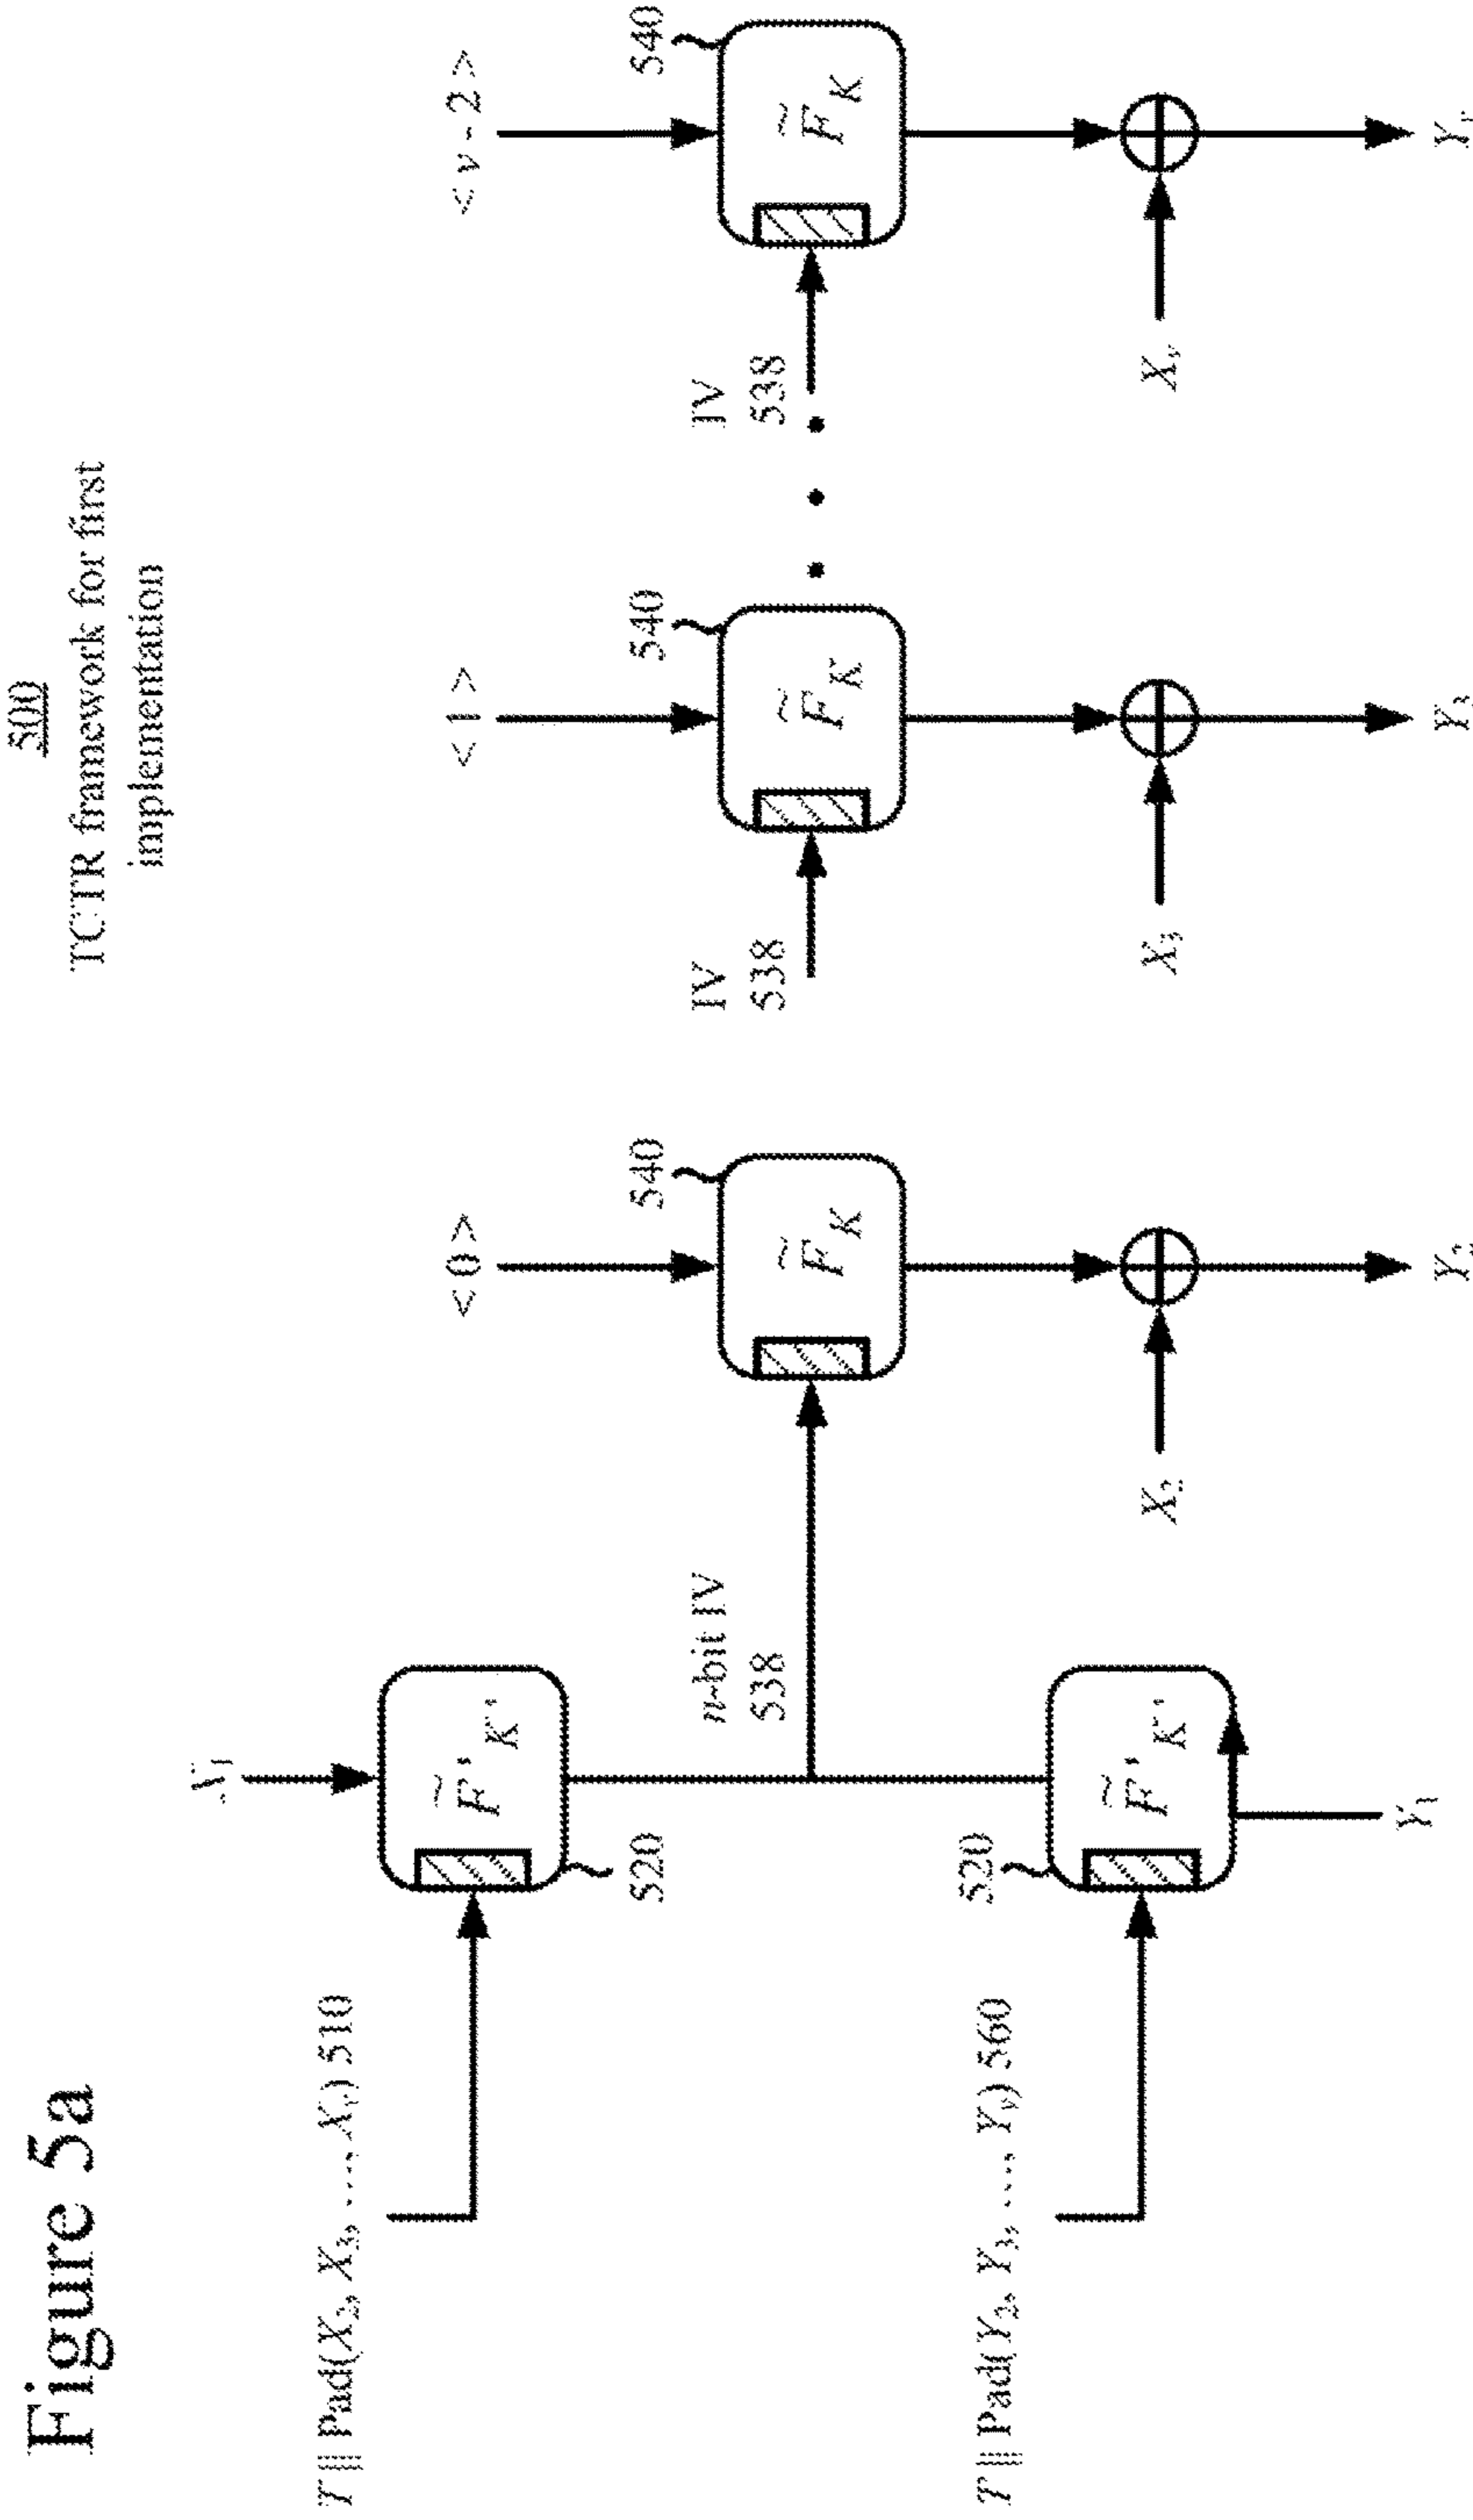 Figure 5a
500
TCTR framework for first
implementation
X1
T || Pad(X2, X3, ..., Xv) 510
F̃'K'
520
< 0 >
< 1 >
< v - 2 >
540
540
540
n-bit IV
538
IV
538
IV
538
F̃K
F̃K
F̃K
T || Pad(Y2, Y3, ..., Yv) 560
520
F̃'K'
X2
X3
Xv
Y1
Y2
Y3
Yv